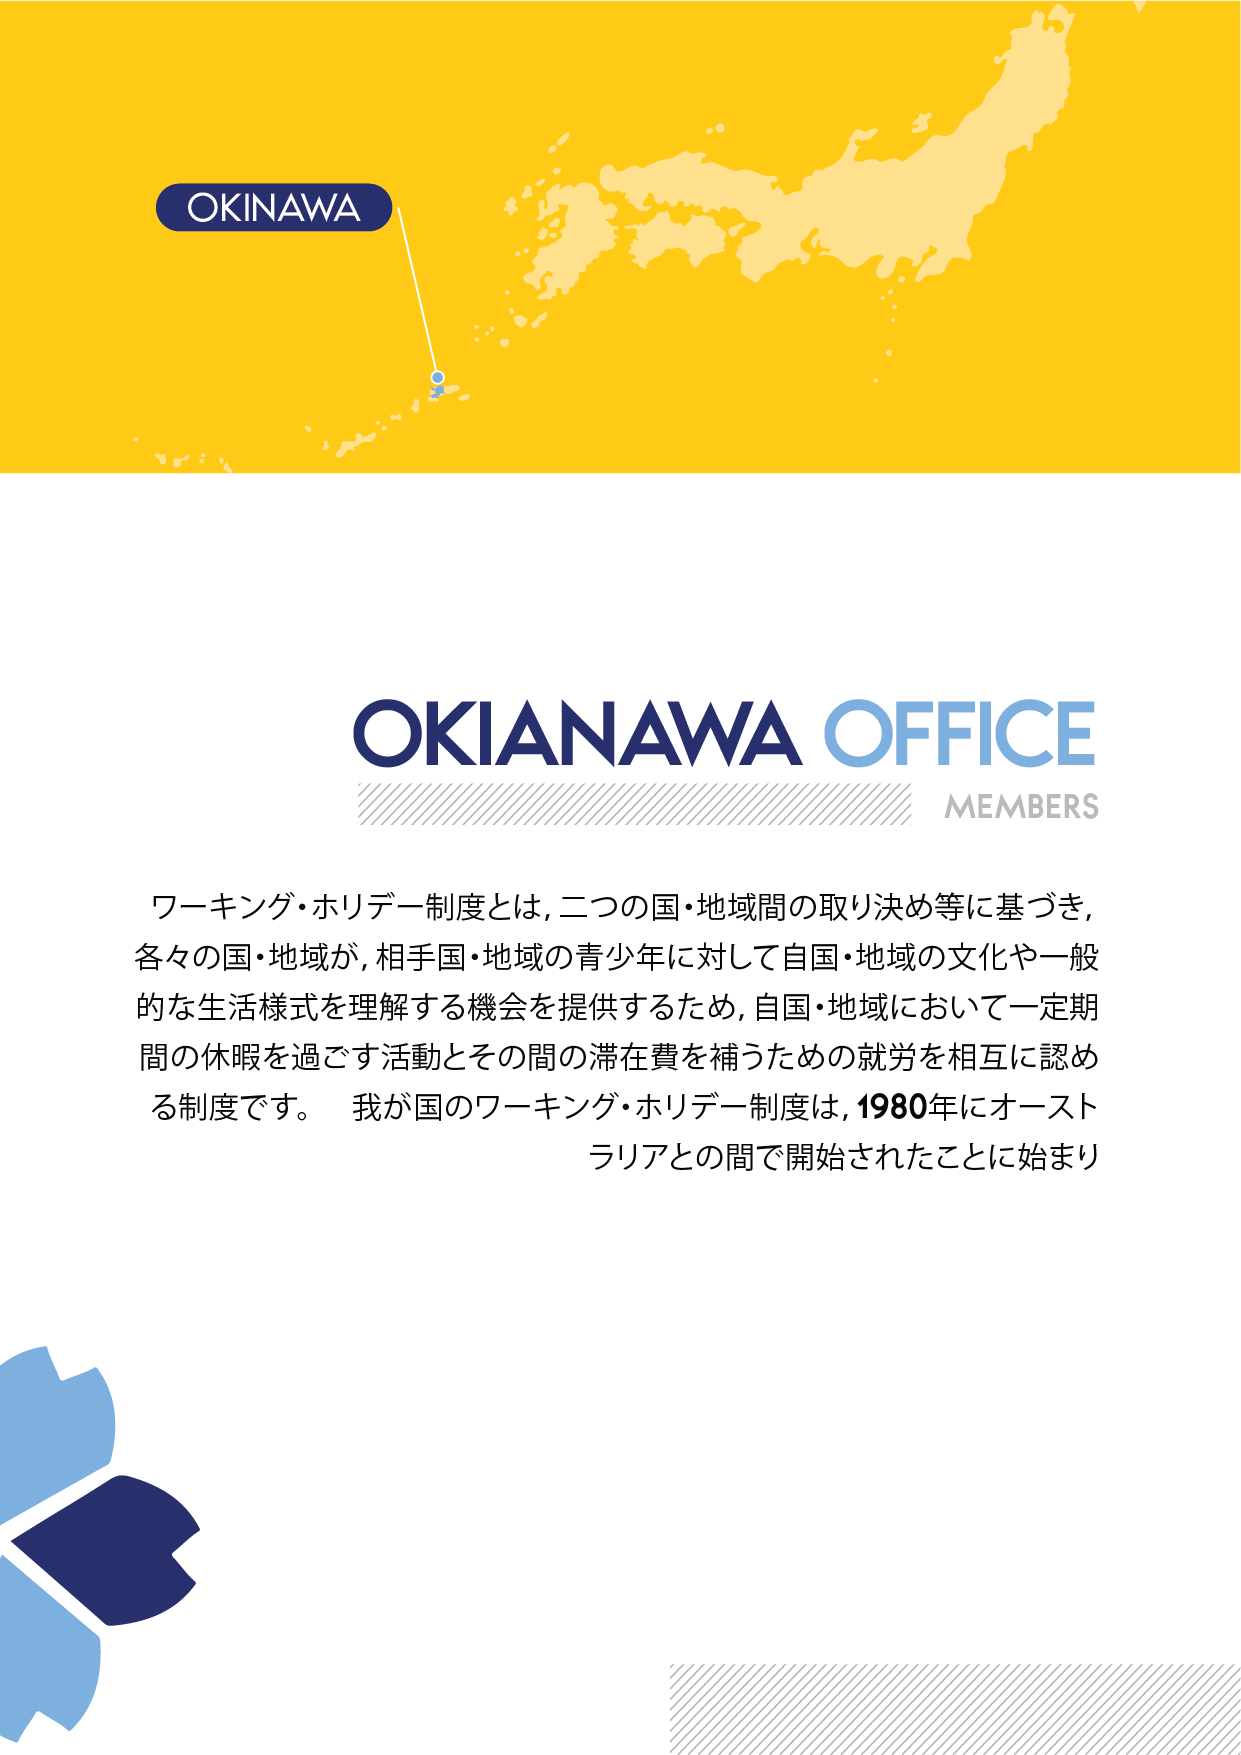 OKINAWA
OKIANAWA OFFICE
MEMBERS
ワーキング・ホリデー制度とは, 二つの国・地域間の取り決め等に基づき,
各々の国・地域が, 相手国・地域の青少年に対して自国・地域の文化や一般
的な生活様式を理解する機会を提供するため, 自国・地域において一定期
間の休暇を過ごす活動とその間の滞在費を補うための就労を相互に認め
る制度です。　我が国のワーキング・ホリデー制度は, 1980年にオースト
ラリアとの間で開始されたことに始まり